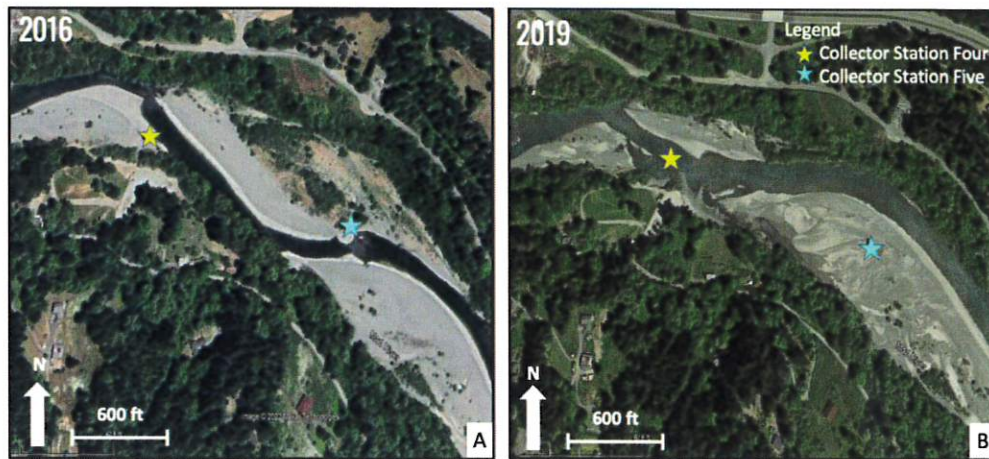 2016
N
600 ft
A
2019
Legend
Collector Station Four
Collector Station Five
N
600 ft
B